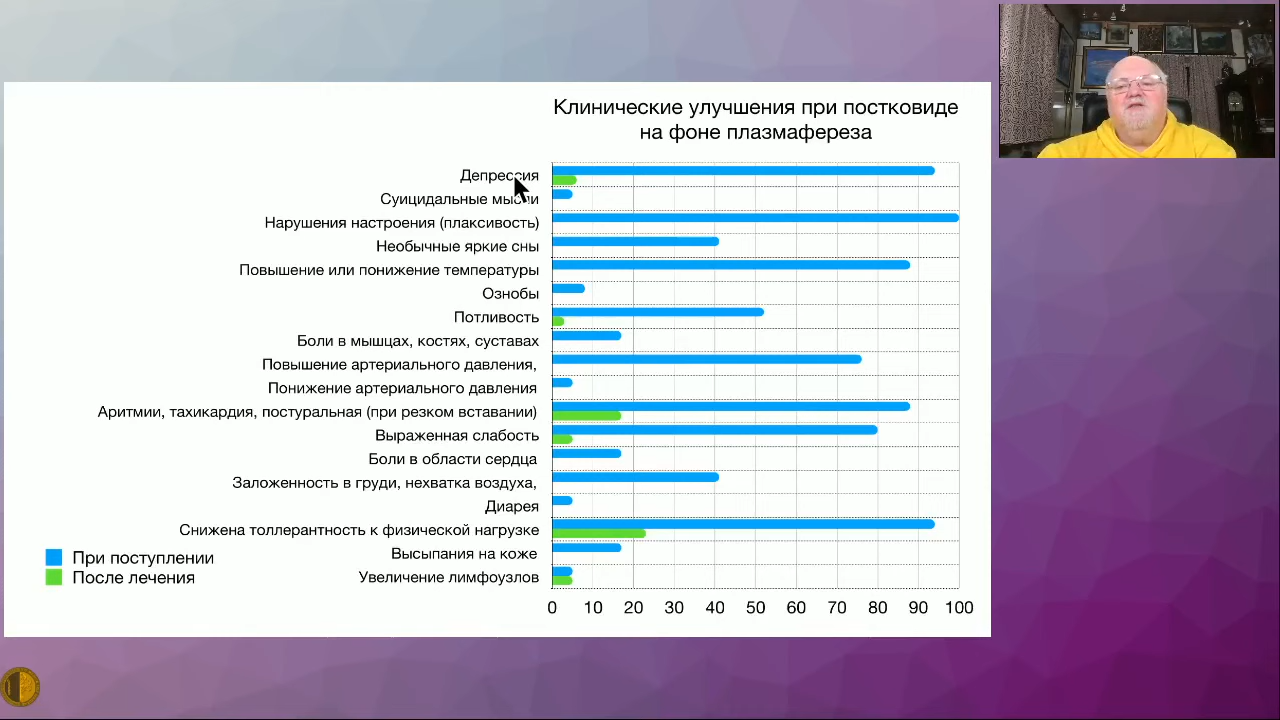 Клинические улучшения при постковиде
на фоне плазмафереза
Депрессия
Суицидальные мысли
Нарушения настроения (плаксивость)
Необычные яркие сны
Повышение или понижение температуры
Ознобы
Потливость
Боли в мышцах, костях, суставах
Повышение артериального давления,
Понижение артериального давления
Аритмии, тахикардия, постуральная (при резком вставании)
Выраженная слабость
Боли в области сердца
Заложенность в груди, нехватка воздуха,
Диарея
Снижена толлерантность к физической нагрузке
Высыпания на коже
Увеличение лимфоузлов
При поступлении
После лечения
0 10 20 30 40 50 60 70 80 90 100